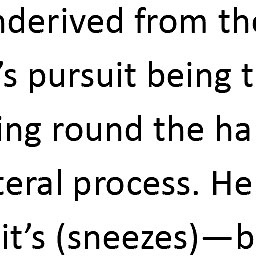 nderived from the
's pursuit being t
ing round the ha
teral process. He
it's (sneezes)—b